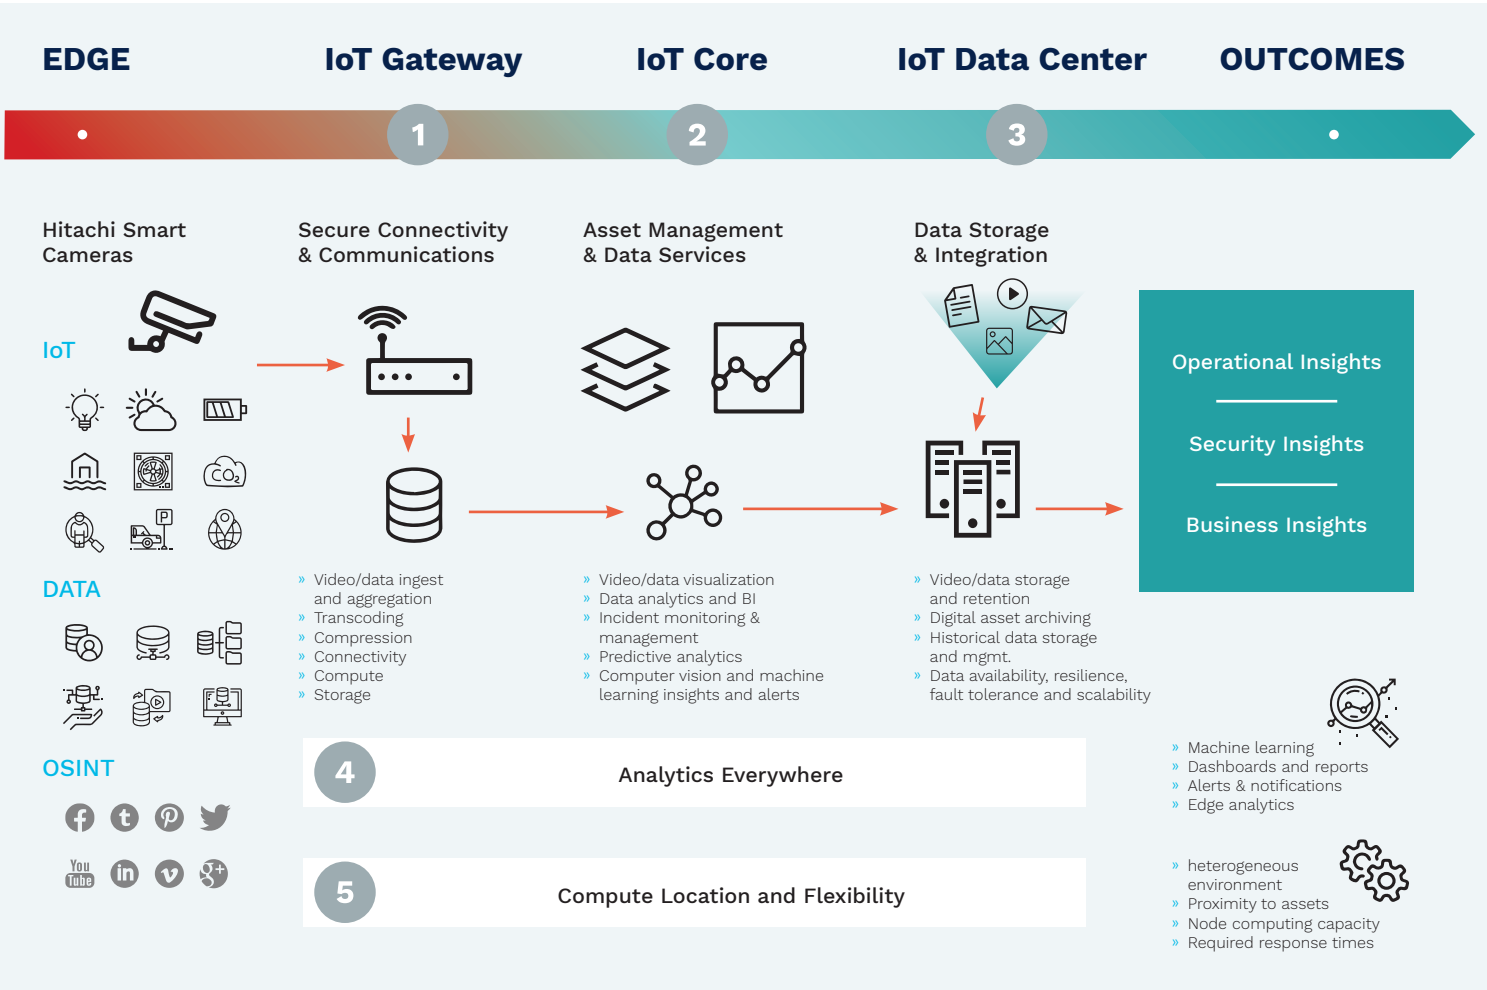 EDGE
IoT Gateway
IoT Core
IoT Data Center
OUTCOMES
1
2
3
Hitachi Smart
Cameras
IoT
CO2
P
DATA
OSINT
You
Tube
in
g+
Secure Connectivity
& Communications
» Video/data ingest
and aggregation
» Transcoding
» Compression
» Connectivity
» Compute
» Storage
Asset Management
& Data Services
» Video/data visualization
» Data analytics and BI
» Incident monitoring &
management
» Predictive analytics
» Computer vision and machine
learning insights and alerts
Data Storage
& Integration
» Video/data storage
and retention
» Digital asset archiving
» Historical data storage
and mgmt.
» Data availability, resilience,
fault tolerance and scalability
Operational Insights
Security Insights
Business Insights
4
Analytics Everywhere
» Machine learning
» Dashboards and reports
» Alerts & notifications
» Edge analytics
5
Compute Location and Flexibility
» heterogeneous
environment
» Proximity to assets
» Node computing capacity
» Required response times